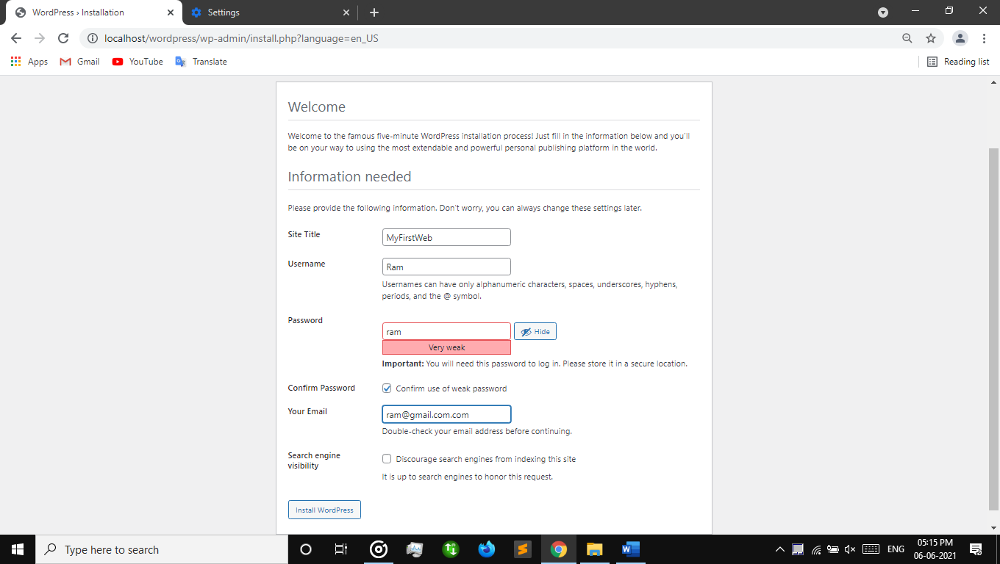 WordPress › Installation
Settings
localhost/wordpress/wp-admin/install.php?language=en_US
Apps
Gmail
YouTube
Translate
Reading list
Welcome
Welcome to the famous five-minute WordPress installation process! Just fill in the information below and you'll
be on your way to using the most extendable and powerful personal publishing platform in the world.
Information needed
Please provide the following information. Don't worry, you can always change these settings later.
Site Title
MyFirstWeb
Username
Ram
Usernames can have only alphanumeric characters, spaces, underscores, hyphens,
periods, and the @ symbol.
Password
ram
Hide
Very weak
Important: You will need this password to log in. Please store it in a secure location.
Confirm Password
Confirm use of weak password
Your Email
ram@gmail.com.com
Double-check your email address before continuing.
Search engine
visibility
Discourage search engines from indexing this site
It is up to search engines to honor this request.
Install WordPress
Type here to search
ENG
05:15 PM
06-06-2021